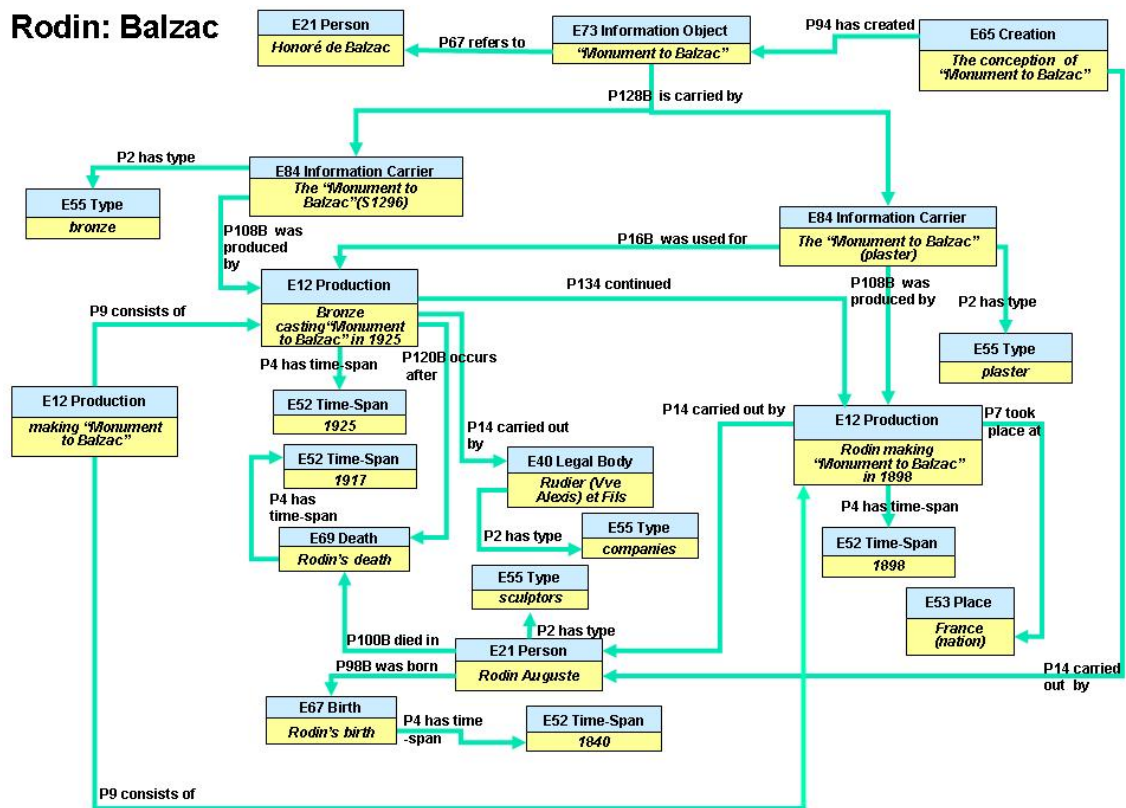 Rodin: Balzac
E21 Person
Honoré de Balzac
P67 refers to
E73 Information Object
“Monument to Balzac”
P94 has created
E65 Creation
The conception of
“Monument to Balzac”
P128B is carried by
P2 has type
E84 Information Carrier
The “Monument to
Balzac”(S1296)
E55 Type
bronze
P108B was
produced
by
E84 Information Carrier
The “Monument to Balzac”
(plaster)
P16B was used for
E12 Production
Bronze
casting“Monument
to Balzac” in 1925
P134 continued
P108B was
produced by
P2 has type
P9 consists of
E55 Type
plaster
P4 has time-span
P120B occurs
after
E12 Production
making “Monument
to Balzac”
E52 Time-Span
1925
P14 carried out by
E12 Production
Rodin making
“Monument to Balzac”
in 1898
P7 took
place at
P14 carried out
by
E52 Time-Span
1917
E40 Legal Body
Rudier (Vve
Alexis) et Fils
P4 has
time-span
P4 has time-span
E69 Death
Rodin’s death
P2 has type
E55 Type
companies
E52 Time-Span
1898
E55 Type
sculptors
E53 Place
France
(nation)
P100B died in
P2 has type
E21 Person
Rodin Auguste
P98B was born
P14 carried
out by
E67 Birth
Rodin’s birth
P4 has time
-span
E52 Time-Span
1840
P9 consists of